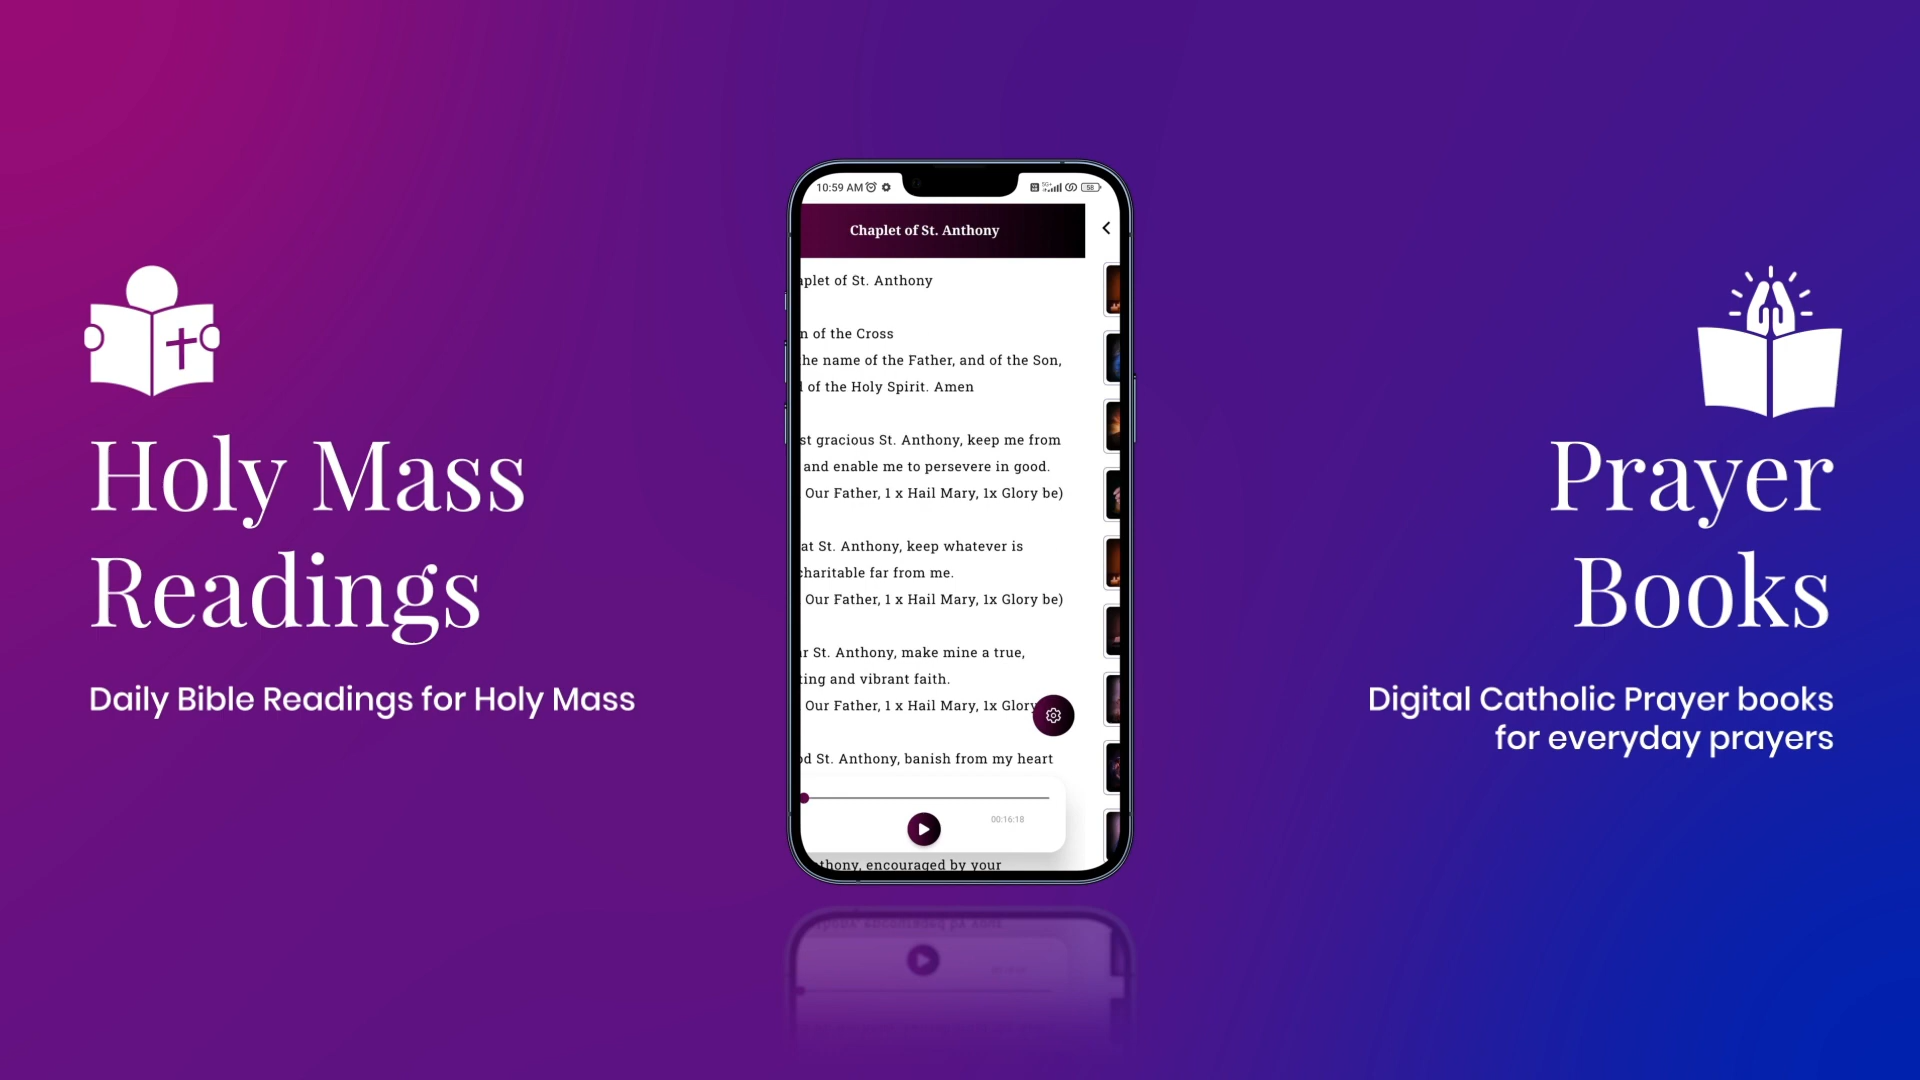 Holy Mass
Readings
Daily Bible Readings for Holy Mass
10:59 AM
58
Chaplet of St. Anthony
aplet of St. Anthony
n of the Cross
he name of the Father, and of the Son,
of the Holy Spirit. Amen
st gracious St. Anthony, keep me from
and enable me to persevere in good.
Our Father, 1 x Hail Mary, 1x Glory be)
at St. Anthony, keep whatever is
charitable far from me.
Our Father, 1 x Hail Mary, 1x Glory be)
r St. Anthony, make mine a true,
ting and vibrant faith.
Our Father, 1 x Hail Mary, 1x Glory
od St. Anthony, banish from my heart
00:16:18
thony, encouraged by your
Prayer
Books
Digital Catholic Prayer books
for everyday prayers